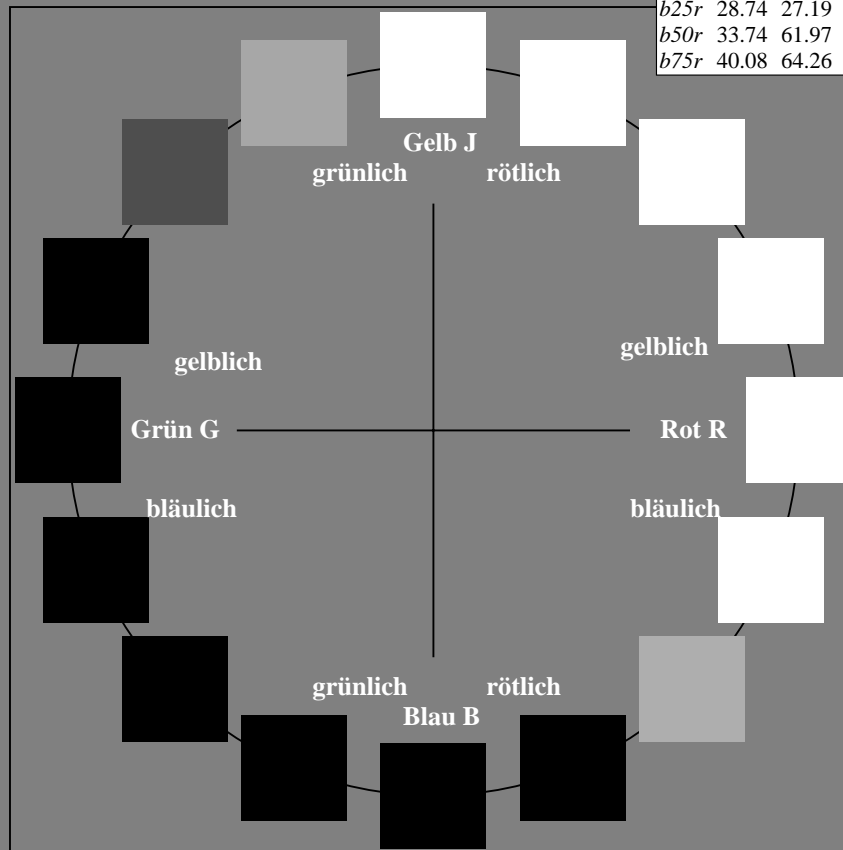 b25r 28.74 27.19
b50r 33.74 61.97
b75r 40.08 64.26
Gelb J
grünlich rötlich
gelblich gelblich
Grün G Rot R
bläulich bläulich
grünlich rötlich
Blau B